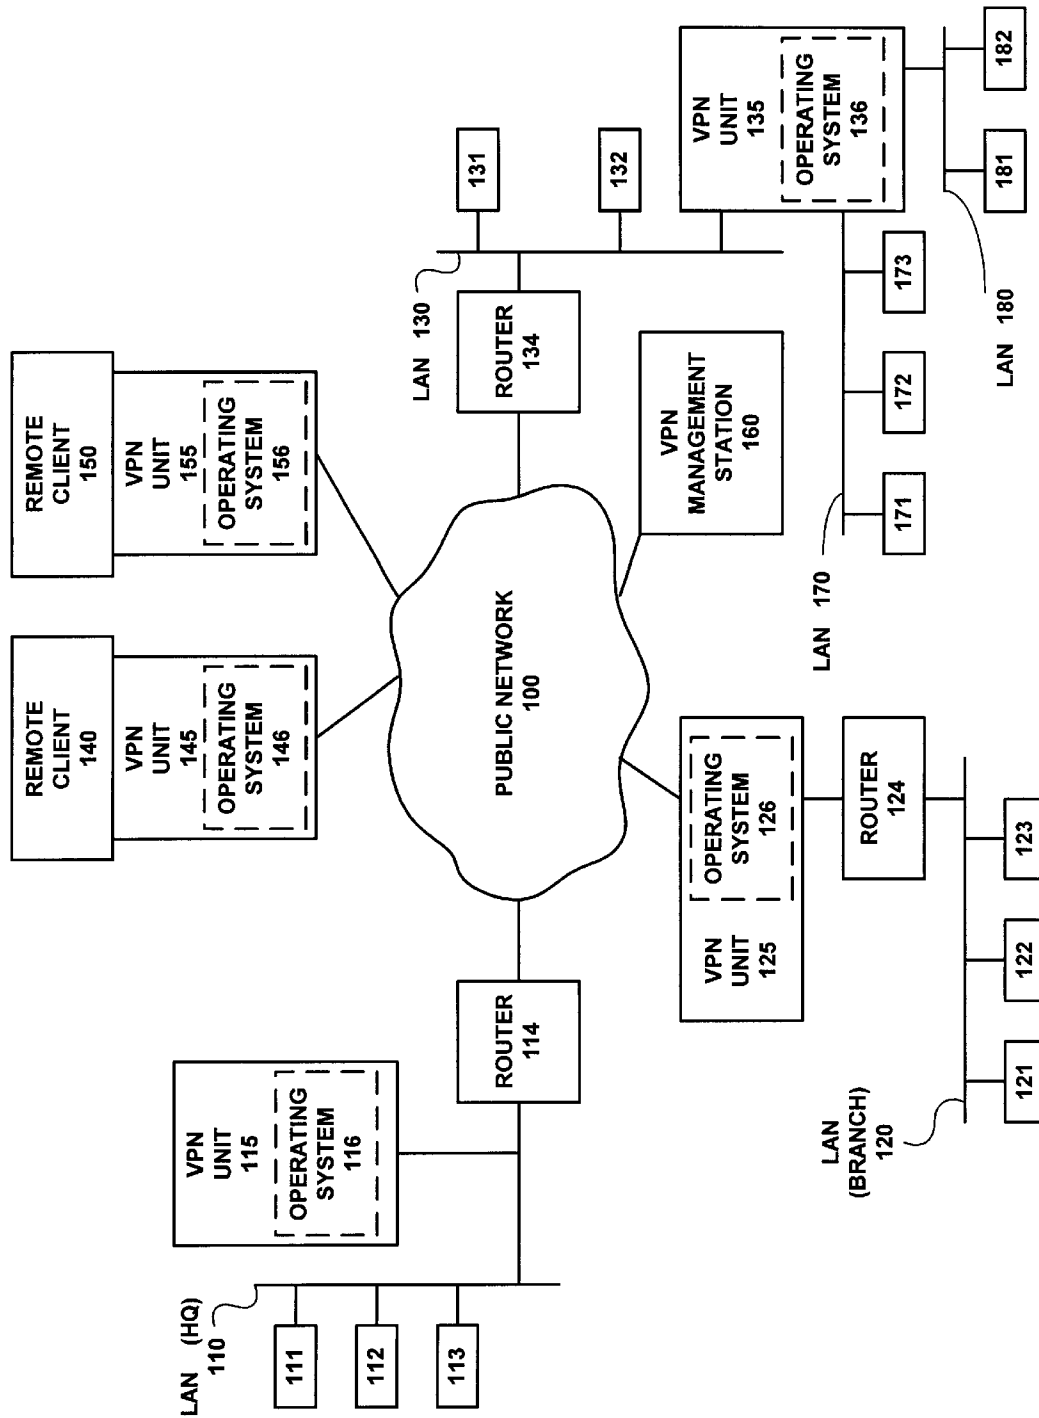 REMOTE
CLIENT
140
VPN
UNIT
145
OPERATING
SYSTEM
146
REMOTE
CLIENT
150
VPN
UNIT
155
OPERATING
SYSTEM
156
LAN (HQ)
110
111
112
113
VPN
UNIT
115
OPERATING
SYSTEM
116
ROUTER
114
PUBLIC NETWORK
100
ROUTER
134
LAN 130
131
132
VPN
UNIT
135
OPERATING
SYSTEM
136
VPN
MANAGEMENT
STATION
160
VPN
UNIT
125
OPERATING
SYSTEM
126
ROUTER
124
LAN
(BRANCH)
120
121
122
123
LAN 170
171
172
173
LAN 180
181
182